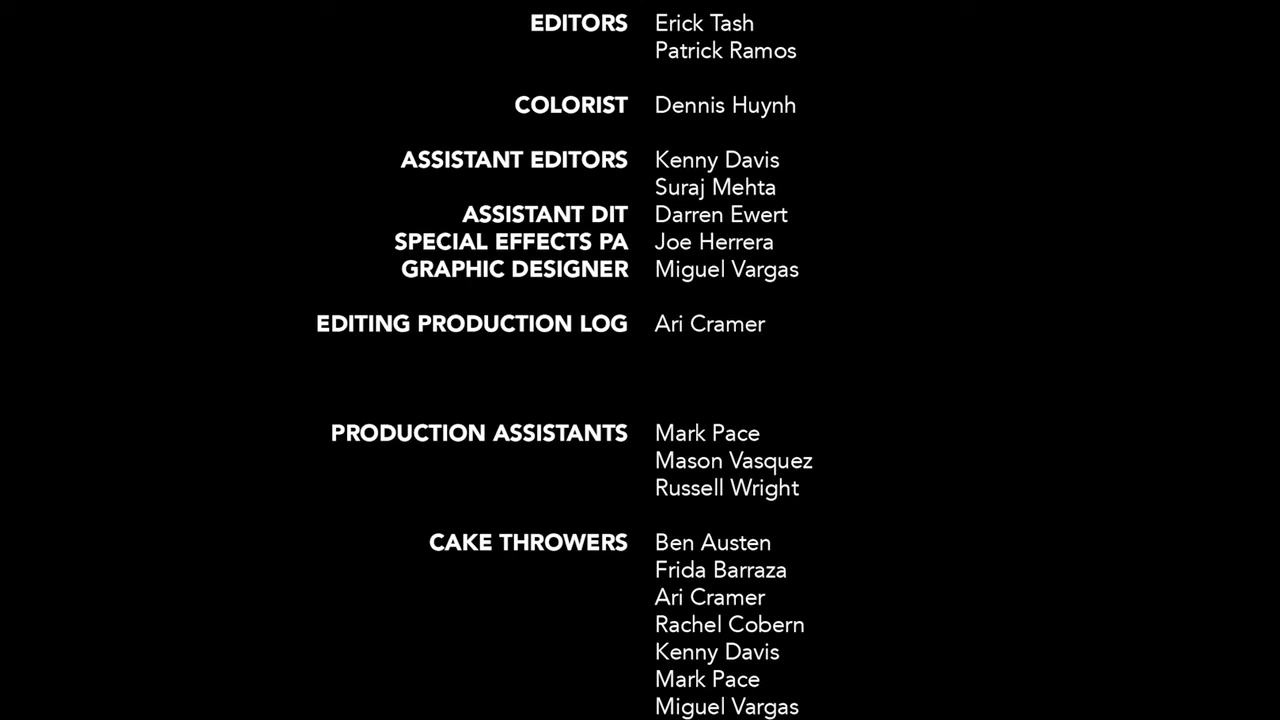 EDITORS Erick Tash
Patrick Ramos
COLORIST Dennis Huynh
ASSISTANT EDITORS Kenny Davis
Suraj Mehta
ASSISTANT DIT Darren Ewert
SPECIAL EFFECTS PA Joe Herrera
GRAPHIC DESIGNER Miguel Vargas
EDITING PRODUCTION LOG Ari Cramer
PRODUCTION ASSISTANTS Mark Pace
Mason Vasquez
Russell Wright
CAKE THROWERS Ben Austen
Frida Barraza
Ari Cramer
Rachel Cobern
Kenny Davis
Mark Pace
Miguel Vargas